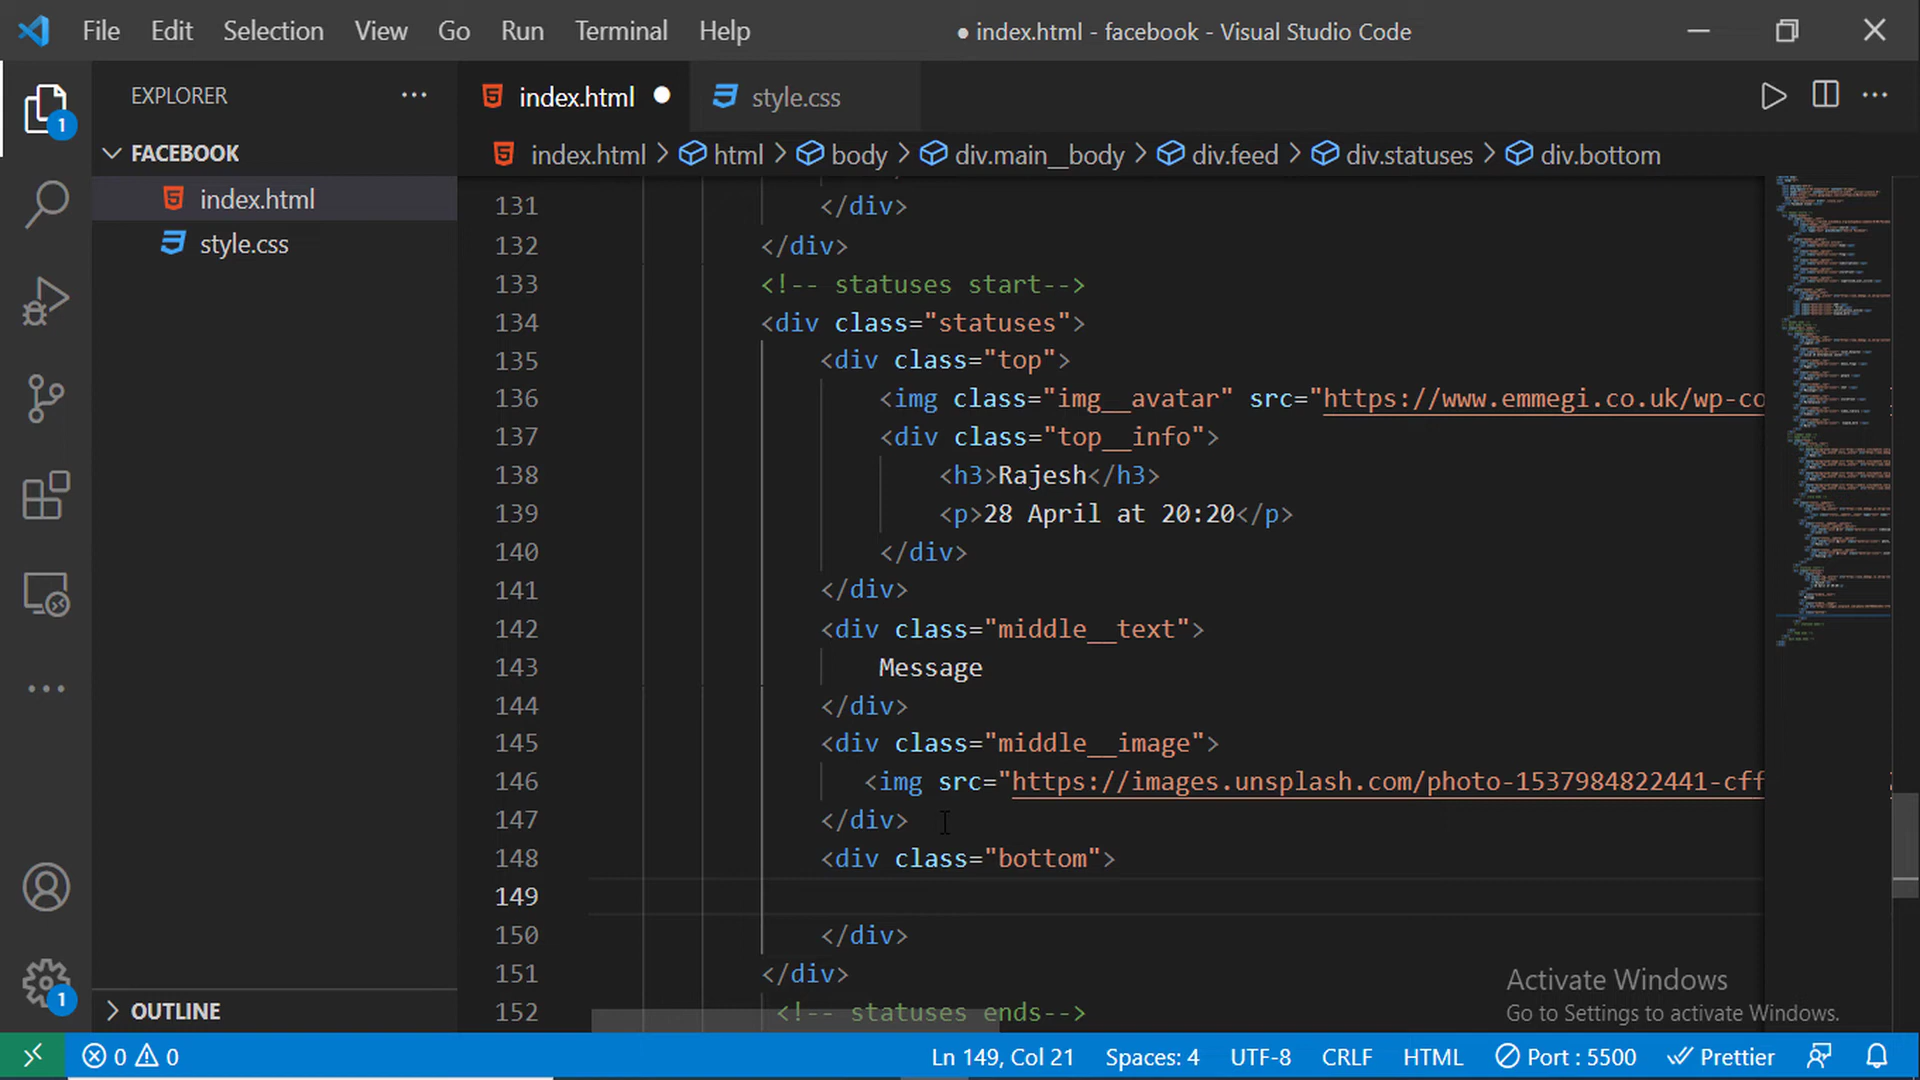 File Edit Selection View Go Run Terminal Help
● index.html - facebook - Visual Studio Code
EXPLORER
FACEBOOK
index.html
style.css
OUTLINE
1
1
index.html
style.css
index.html > html > body > div.main__body > div.feed > div.statuses > div.bottom
131 </div>
132 </div>
133 <!-- statuses start-->
134 <div class="statuses">
135 <div class="top">
136 <img class="img__avatar" src="https://www.emmegi.co.uk/wp-co
137 <div class="top__info">
138 <h3>Rajesh</h3>
139 <p>28 April at 20:20</p>
140 </div>
141 </div>
142 <div class="middle__text">
143 Message
144 </div>
145 <div class="middle__image">
146 <img src="https://images.unsplash.com/photo-1537984822441-cff
147 </div>
148 <div class="bottom">
149
150 </div>
151 </div>
152 <!-- statuses ends-->
Activate Windows
Go to Settings to activate Windows.
0 0 Ln 149, Col 21 Spaces: 4 UTF-8 CRLF HTML Port : 5500 Prettier